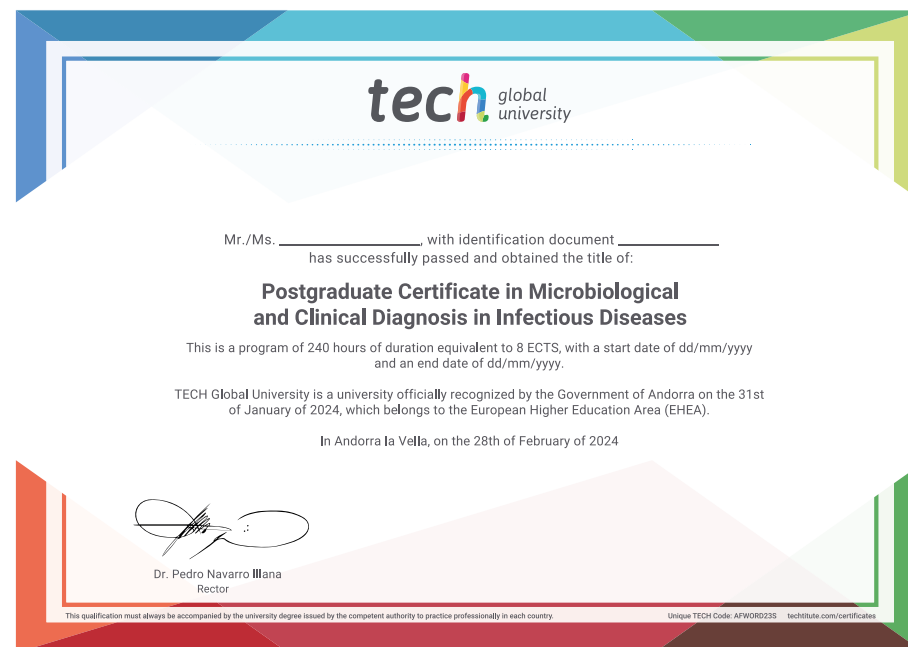 tech global university
Mr./Ms. ____________________, with identification document ______________
has successfully passed and obtained the title of:
Postgraduate Certificate in Microbiological
and Clinical Diagnosis in Infectious Diseases
This is a program of 240 hours of duration equivalent to 8 ECTS, with a start date of dd/mm/yyyy
and an end date of dd/mm/yyyy.
TECH Global University is a university officially recognized by the Government of Andorra on the 31st
of January of 2024, which belongs to the European Higher Education Area (EHEA).
In Andorra la Vella, on the 28th of February of 2024
Dr. Pedro Navarro Illana
Rector
This qualification must always be accompanied by the university degree issued by the competent authority to practice professionally in each country.
Unique TECH Code: AFWORD23S techtitute.com/certificates